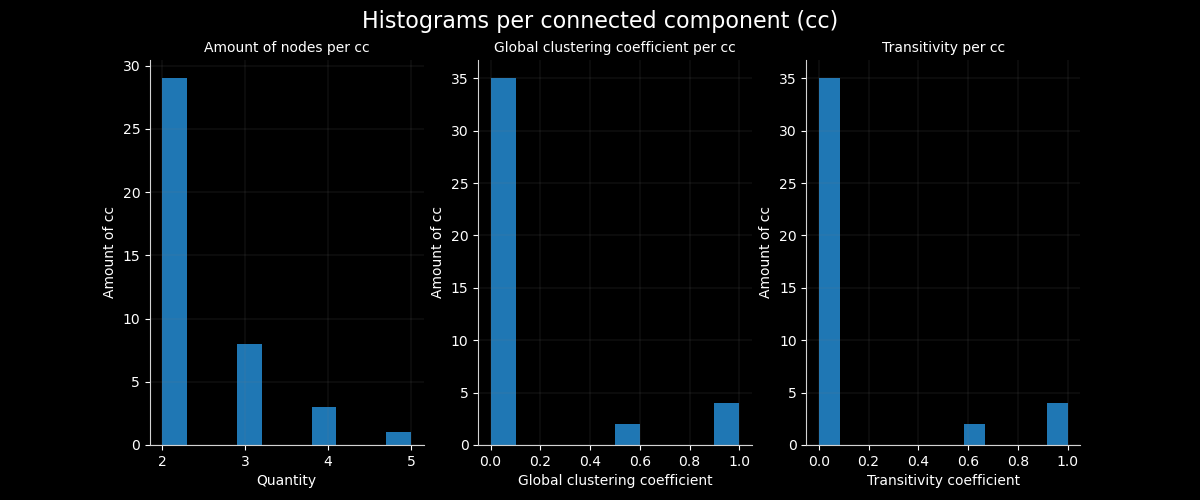 Histograms per connected component (cc)
Amount of nodes per cc
Global clustering coefficient per cc
Transitivity per cc
30
25
20
15
10
5
0
Amount of cc
2 3 4 5
Quantity
35
30
25
20
15
10
5
0
Amount of cc
0.0 0.2 0.4 0.6 0.8 1.0
Global clustering coefficient
35
30
25
20
15
10
5
0
Amount of cc
0.0 0.2 0.4 0.6 0.8 1.0
Transitivity coefficient